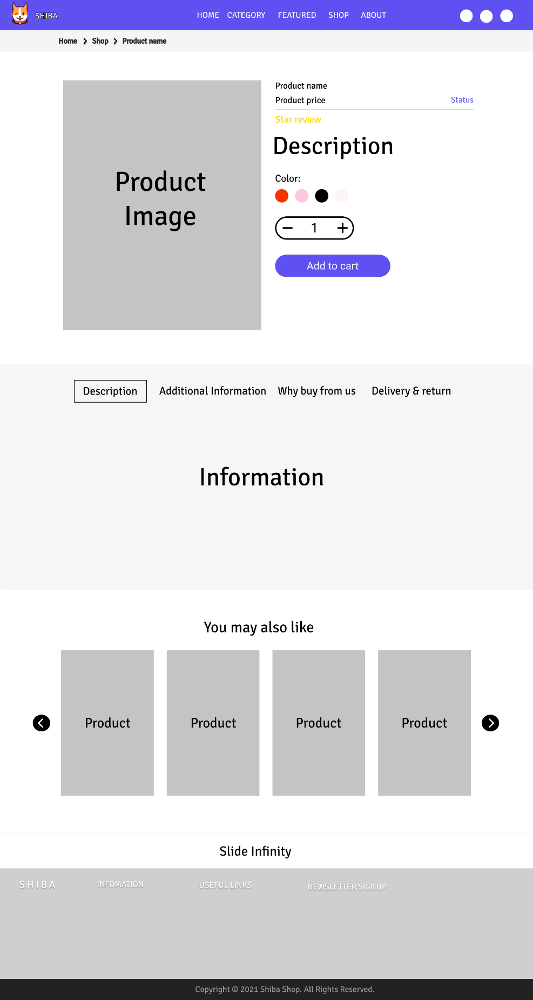 SHIBA
HOME CATEGORY FEATURED SHOP ABOUT
Home Shop Product name
Product
Image
Product name
Product price
Status
Star review
Description
Color:
1
Add to cart
Description Additional Information Why buy from us Delivery & return
Information
You may also like
Product Product Product Product
Slide Infinity
SHIBA INFOMATION USEFUL LINKS NEWSLETTER SIGNUP
Copyright © 2021 Shiba Shop. All Rights Reserved.